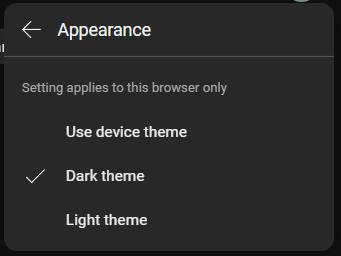 Appearance
Setting applies to this browser only
Use device theme
Dark theme
Light theme